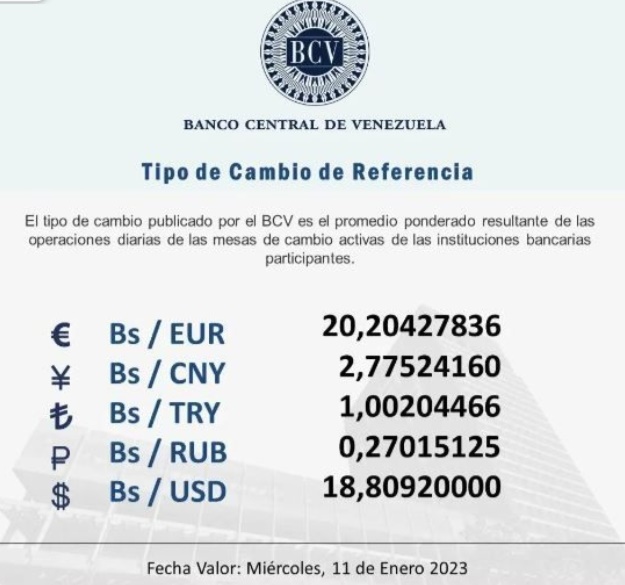 BCV
BANCO CENTRAL DE VENEZUELA
Tipo de Cambio de Referencia
El tipo de cambio publicado por el BCV es el promedio ponderado resultante de las
operaciones diarias de las mesas de cambio activas de las instituciones bancarias
participantes.
€ Bs / EUR 20,20427836
¥ Bs / CNY 2,77524160
₺ Bs / TRY 1,00204466
₽ Bs / RUB 0,27015125
$ Bs / USD 18,80920000
Fecha Valor: Miércoles, 11 de Enero 2023